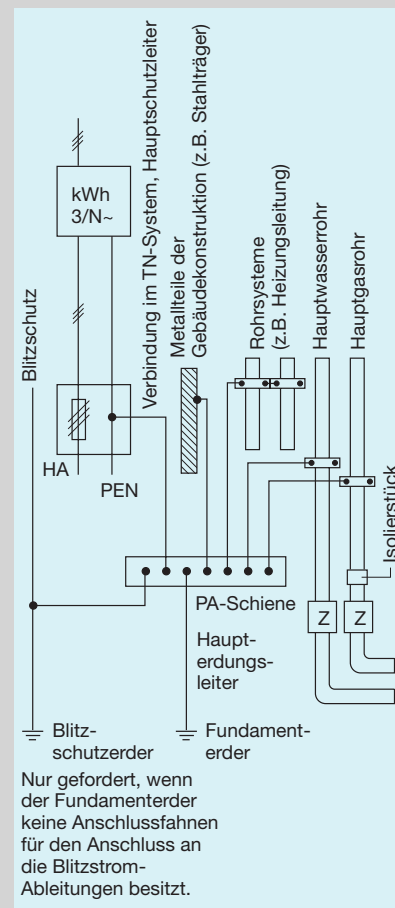 kWh
3/N~
Blitzschutz
Verbindung im TN-System, Hauptschutzleiter
Metallteile der
Gebäudekonstruktion (z.B. Stahlträger)
Rohrsysteme
(z.B. Heizungsleitung)
Hauptwasserrohr
Hauptgasrohr
HA
PEN
Isolierstück
PA-Schiene
Z
Z
Haupt-
erdungs-
leiter
Blitz-
schutzerder
Fundament-
erder
Nur gefordert, wenn
der Fundamenterder
keine Anschlussfahnen
für den Anschluss an
die Blitzstrom-
Ableitungen besitzt.